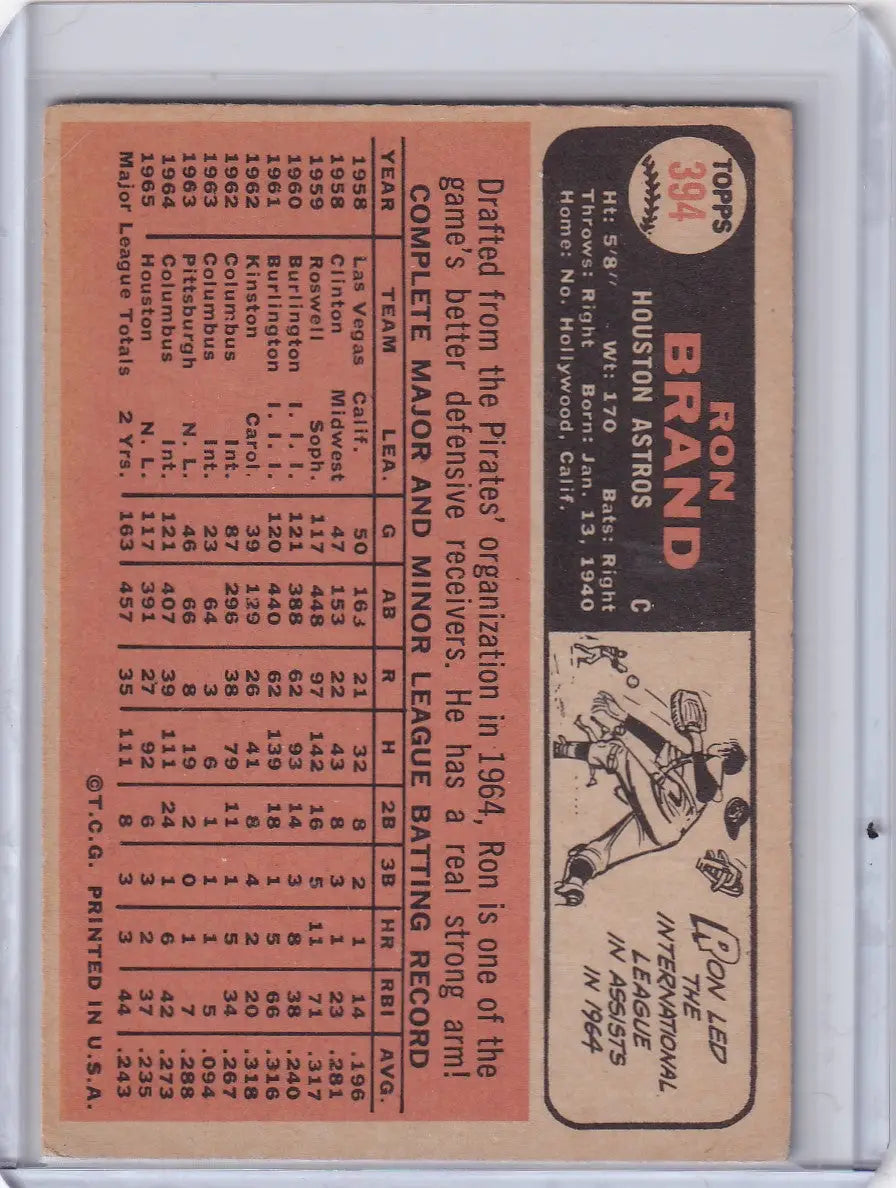 TOPPS
394
RON
BRAND
HOUSTON ASTROS C
Ht: 5/8" Wt: 170 Bats: Right
Throws: Right Born: Jan. 13, 1940
Home: No. Hollywood, Calif.
RON LED
THE
INTERNATIONAL
LEAGUE
IN ASSISTS
IN 1964
Drafted from the Pirates' organization in 1964, Ron is one of the
game's better defensive receivers. He has a real strong arm!
COMPLETE MAJOR AND MINOR LEAGUE BATTING RECORD
YEAR TEAM LEA. G AB R H 2B 3B HR RBI AVG.
1958 Las Vegas Calif. 50 163 21 32 8 2 1 14 .196
1958 Clinton Midwest 47 153 22 43 8 3 1 23 .281
1959 Roswell Soph. 117 448 97 142 16 5 11 71 .317
1960 Burlington I. I. I. 121 388 62 93 14 3 8 38 .240
1961 Burlington I. I. I. 120 440 62 139 18 1 5 66 .316
1962 Kinston Carol. 39 129 26 41 8 4 2 20 .318
1962 Columbus Int. 87 296 38 79 11 1 5 34 .267
1963 Columbus Int. 23 64 3 6 1 1 1 5 .094
1963 Pittsburgh N. L. 46 66 8 19 2 0 1 7 .288
1964 Columbus Int. 121 407 39 111 24 1 6 42 .273
1965 Houston N. L. 117 391 27 92 6 3 2 37 .235
Major League Totals 2 Yrs. 163 457 35 111 8 3 3 44 .243
©T.C.G. PRINTED IN U.S.A.